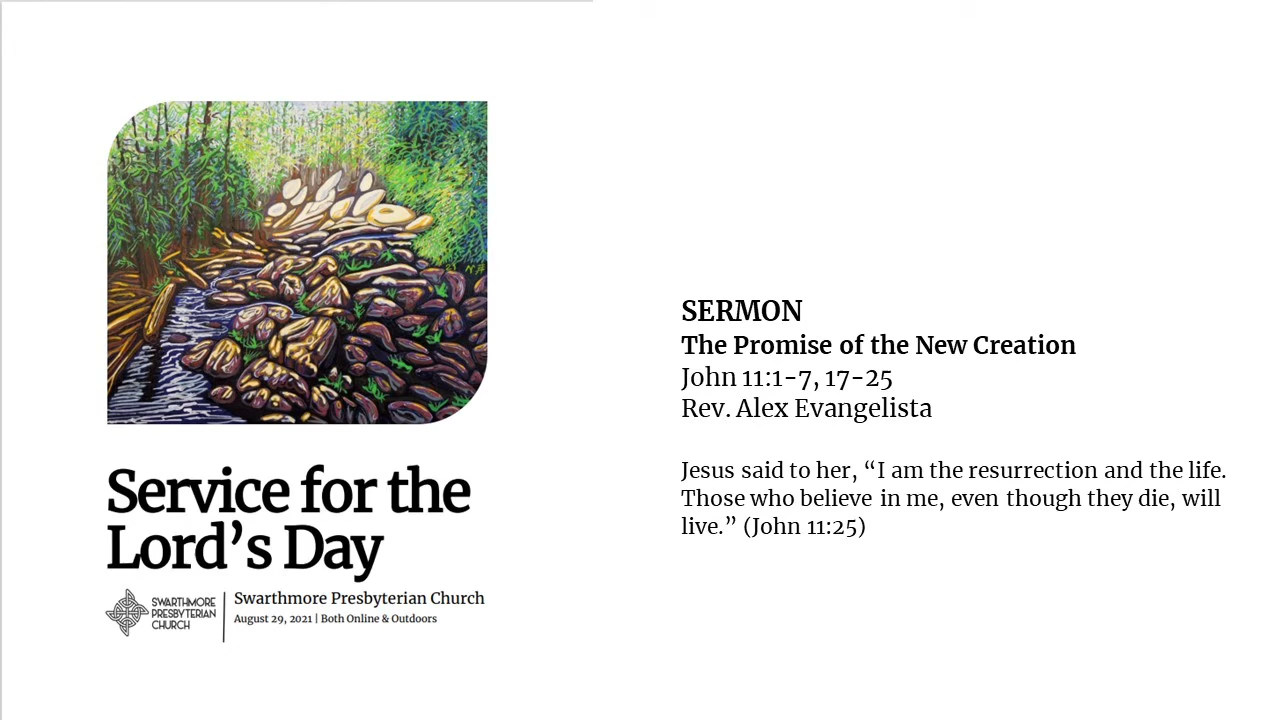 Service for the
Lord’s Day
SWARTHMORE
PRESBYTERIAN
CHURCH
Swarthmore Presbyterian Church
August 29, 2021 | Both Online & Outdoors
SERMON
The Promise of the New Creation
John 11:1-7, 17-25
Rev. Alex Evangelista
Jesus said to her, “I am the resurrection and the life.
Those who believe in me, even though they die, will
live.” (John 11:25)